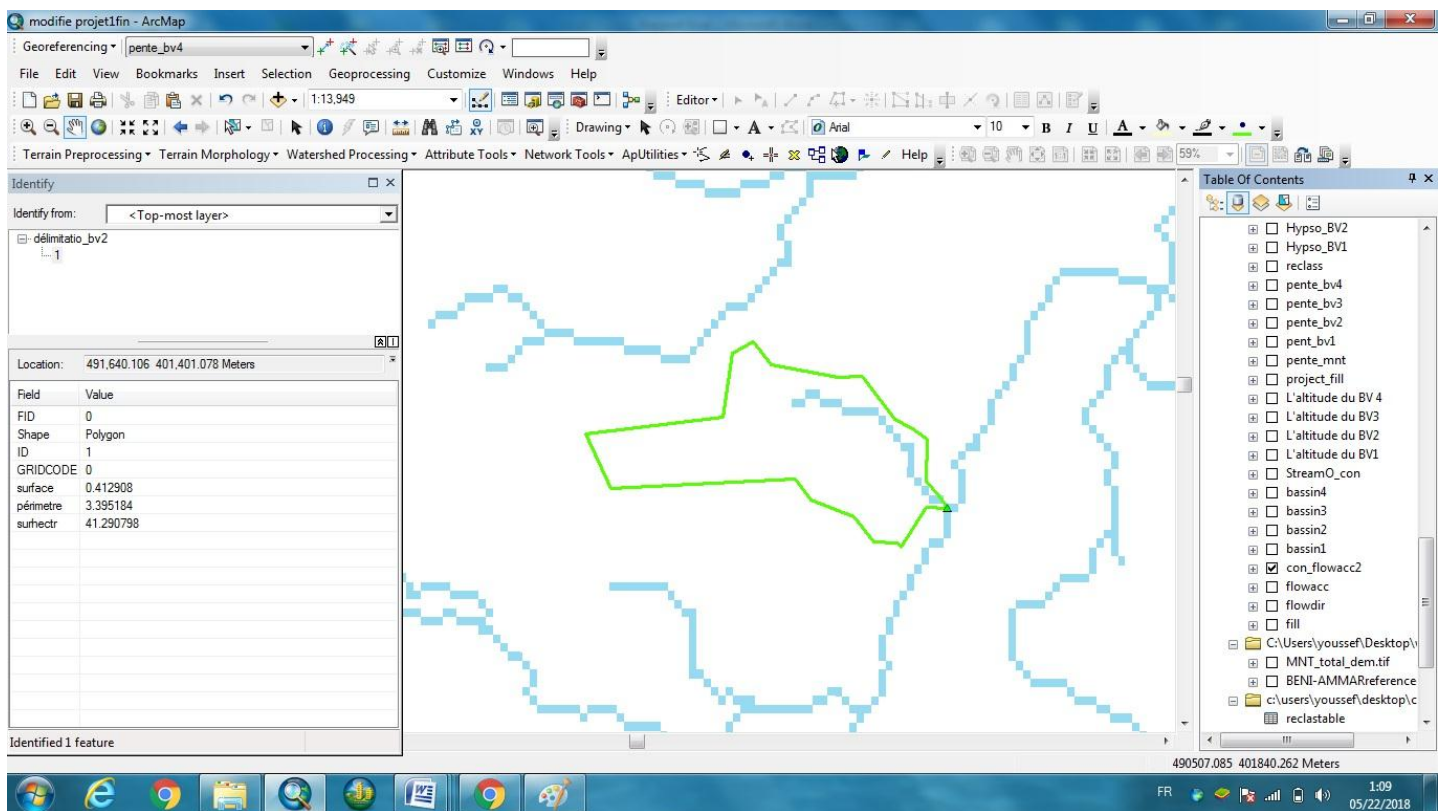 modifie projet1fin - ArcMap
Georeferencing pente_bv4
File Edit View Bookmarks Insert Selection Geoprocessing Customize Windows Help
1:13,949 Editor
Drawing A Arial 10 B I U A
Terrain Preprocessing Terrain Morphology Watershed Processing Attribute Tools Network Tools ApUtilities Help 59%
Identify
Identify from: <Top-most layer>
délimitatio_bv2
1
Location: 491,640.106 401,401.078 Meters
Field Value
FID 0
Shape Polygon
ID 1
GRIDCODE 0
surface 0.412908
périmetre 3.395184
surhectr 41.290798
Identified 1 feature
Table Of Contents
Hypso_BV2
Hypso_BV1
reclass
pente_bv4
pente_bv3
pente_bv2
pent_bv1
pente_mnt
project_fill
L'altitude du BV 4
L'altitude du BV3
L'altitude du BV2
L'altitude du BV1
StreamO_con
bassin4
bassin3
bassin2
bassin1
con_flowacc2
flowacc
flowdir
fill
C:\Users\youssef\Desktop\
MNT_total_dem.tif
BENI-AMMARreference
c:\users\youssef\desktop\c
reclastable
490507.085 401840.262 Meters
FR 1:09
05/22/2018